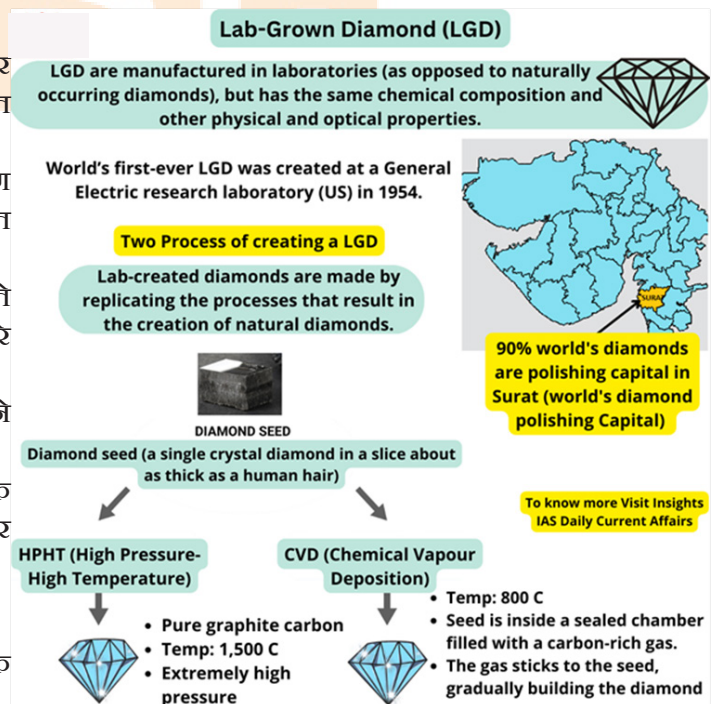 Lab-Grown Diamond (LGD)
LGD are manufactured in laboratories (as opposed to naturally
occurring diamonds), but has the same chemical composition and
other physical and optical properties.
World's first-ever LGD was created at a General
Electric research laboratory (US) in 1954.
Two Process of creating a LGD
Lab-created diamonds are made by
replicating the processes that result in
the creation of natural diamonds.
SURAT
90% world's diamonds
are polishing capital in
Surat (world's diamond
polishing Capital)
DIAMOND SEED
Diamond seed (a single crystal diamond in a slice about
as thick as a human hair)
To know more Visit Insights
IAS Daily Current Affairs
HPHT (High Pressure-
High Temperature)
• Pure graphite carbon
• Temp: 1,500 C
• Extremely high
pressure
CVD (Chemical Vapour
Deposition)
• Temp: 800 C
• Seed is inside a sealed chamber
filled with a carbon-rich gas.
• The gas sticks to the seed,
gradually building the diamond